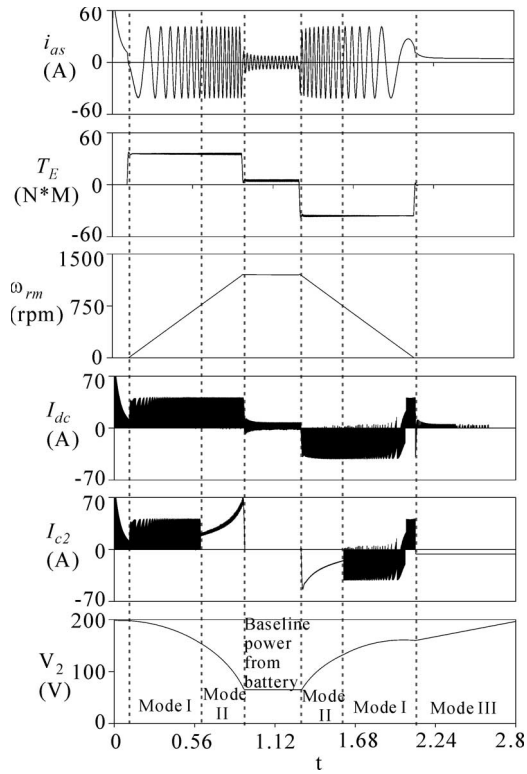 60
i_as
(A)
0
-60
60
T_E
(N*M)
0
-60
1500
ω_rm
(rpm)
750
0
70
I_dc
(A)
0
-70
70
I_c2
(A)
0
-70
200
V_2
(V)
100
0
Baseline
power
from
battery
Mode I
Mode
II
Mode
II
Mode I
Mode III
0 0.56 1.12 1.68 2.24 2.8
t